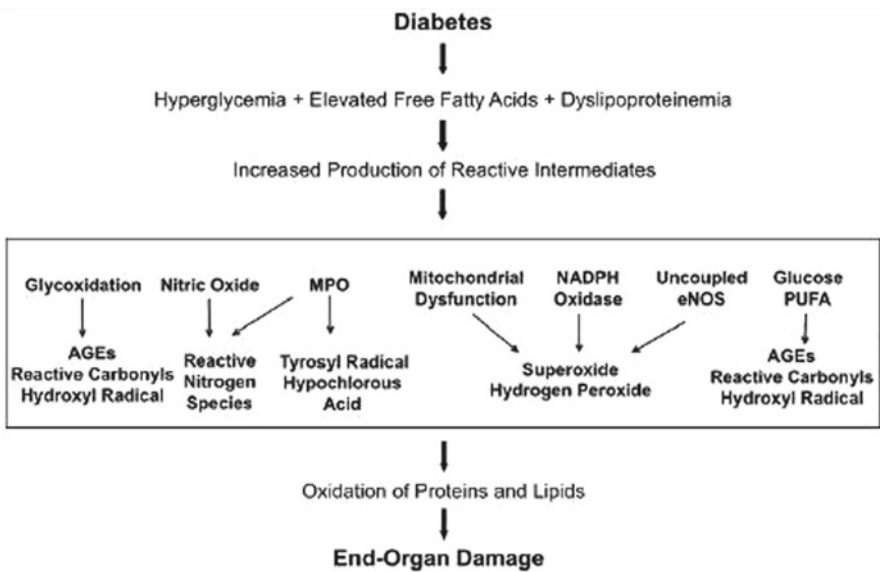 Diabetes
Hyperglycemia + Elevated Free Fatty Acids + Dyslipoproteinemia
Increased Production of Reactive Intermediates
Glycoxidation
Nitric Oxide
MPO
Mitochondrial
Dysfunction
NADPH
Oxidase
Uncoupled
eNOS
Glucose
PUFA
AGEs
Reactive Carbonyls
Hydroxyl Radical
Reactive
Nitrogen
Species
Tyrosyl Radical
Hypochlorous
Acid
Superoxide
Hydrogen Peroxide
AGEs
Reactive Carbonyls
Hydroxyl Radical
Oxidation of Proteins and Lipids
End-Organ Damage